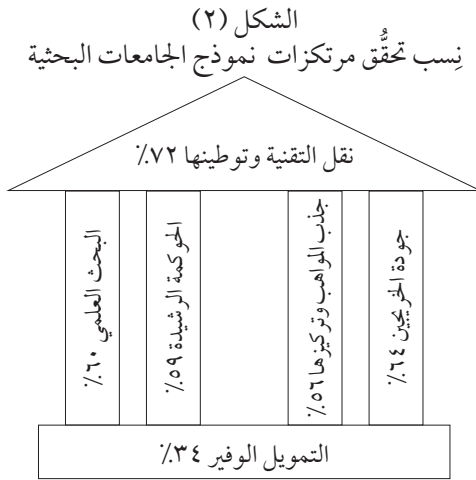 الشكل (٢)
نِسب تحقُّق مرتكزات نموذج الجامعات البحثية
نقل التقنية وتوطينها ٧٢٪
جودة الخريجين ٦٤٪
جذب المواهب وتركيزها ٥٦٪
الحوكمة الرشيدة ٥٩٪
البحث العلمي ٦٠٪
التمويل الوفير ٣٤٪